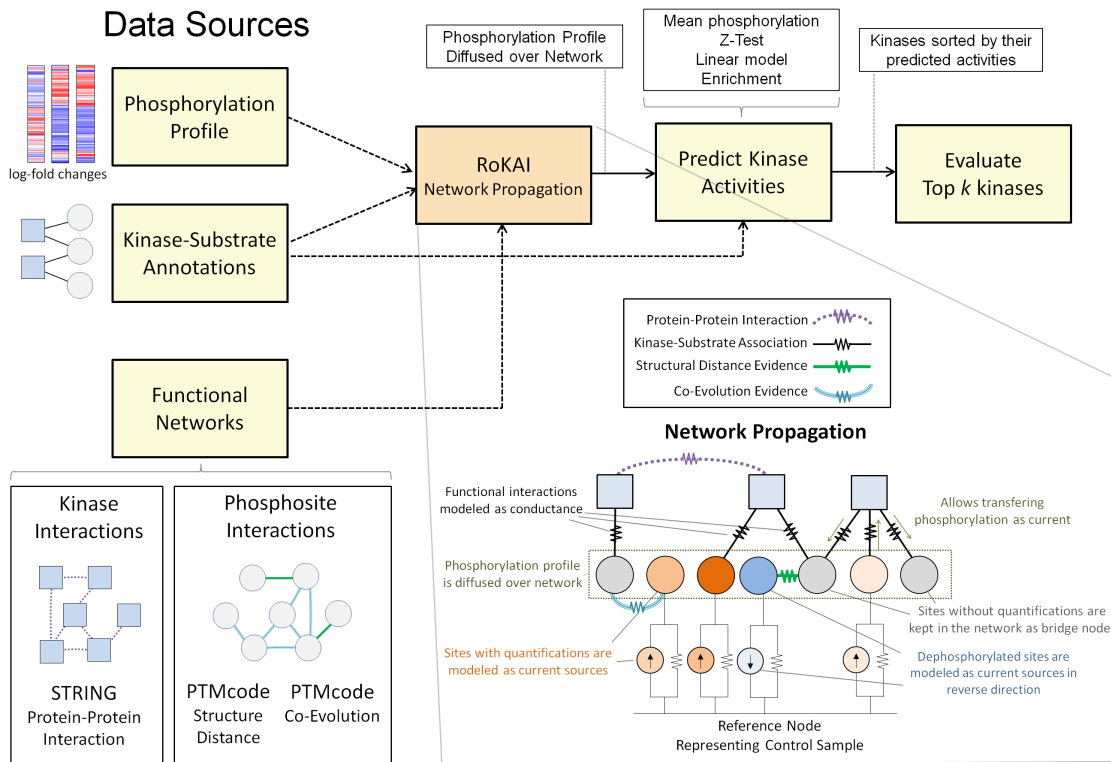 Data Sources
Phosphorylation
Profile
log-fold changes
Kinase-Substrate
Annotations
Functional
Networks
Phosphorylation Profile
Diffused over Network
RoKAI
Network Propagation
Mean phosphorylation
Z-Test
Linear model
Enrichment
Predict Kinase
Activities
Kinases sorted by their
predicted activities
Evaluate
Top k kinases
Kinase
Interactions
STRING
Protein-Protein
Interaction
Phosphosite
Interactions
PTMcode
Structure
Distance
PTMcode
Co-Evolution
Protein-Protein Interaction
Kinase-Substrate Association
Structural Distance Evidence
Co-Evolution Evidence
Network Propagation
Functional interactions
modeled as conductance
Allows transfering
phosphorylation as current
Phosphorylation profile
is diffused over network
Sites without quantifications are
kept in the network as bridge node
Sites with quantifications are
modeled as current sources
Dephosphorylated sites are
modeled as current sources in
reverse direction
Reference Node
Representing Control Sample